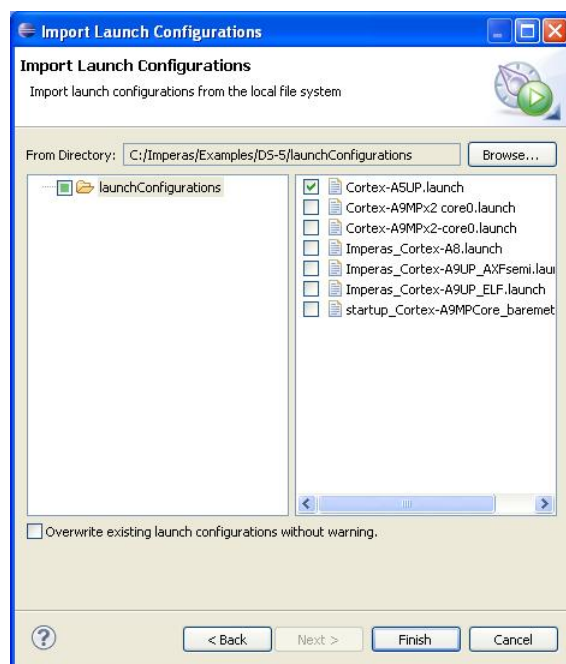 Import Launch Configurations
Import Launch Configurations
Import launch configurations from the local file system
From Directory: C:/Imperas/Examples/DS-5/launchConfigurations Browse...
launchConfigurations
Cortex-A5UP.launch
Cortex-A9MPx2 core0.launch
Cortex-A9MPx2-core0.launch
Imperas_Cortex-A8.launch
Imperas_Cortex-A9UP_AXFsemi.lau
Imperas_Cortex-A9UP_ELF.launch
startup_Cortex-A9MPCore_baremet
Overwrite existing launch configurations without warning.
? < Back Next > Finish Cancel